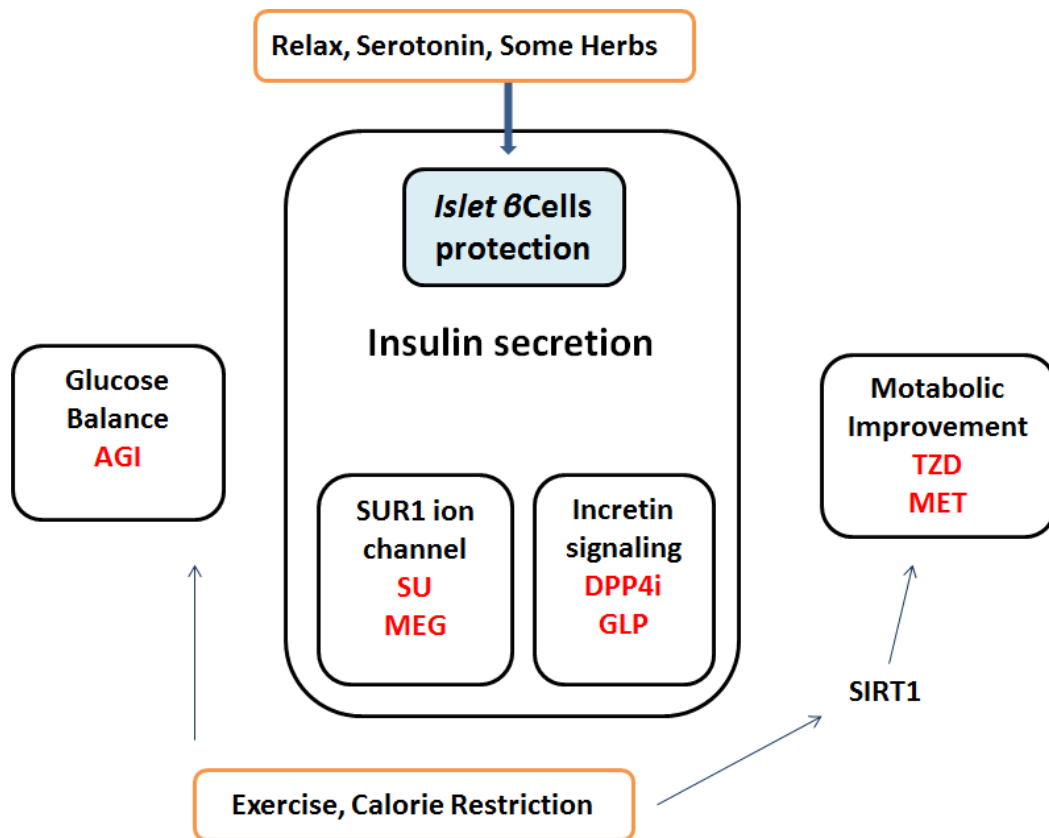 Relax, Serotonin, Some Herbs
Islet βCells
protection
Insulin secretion
Glucose
Balance
AGI
SUR1 ion
channel
SU
MEG
Incretin
signaling
DPP4i
GLP
Motabolic
Improvement
TZD
MET
SIRT1
Exercise, Calorie Restriction